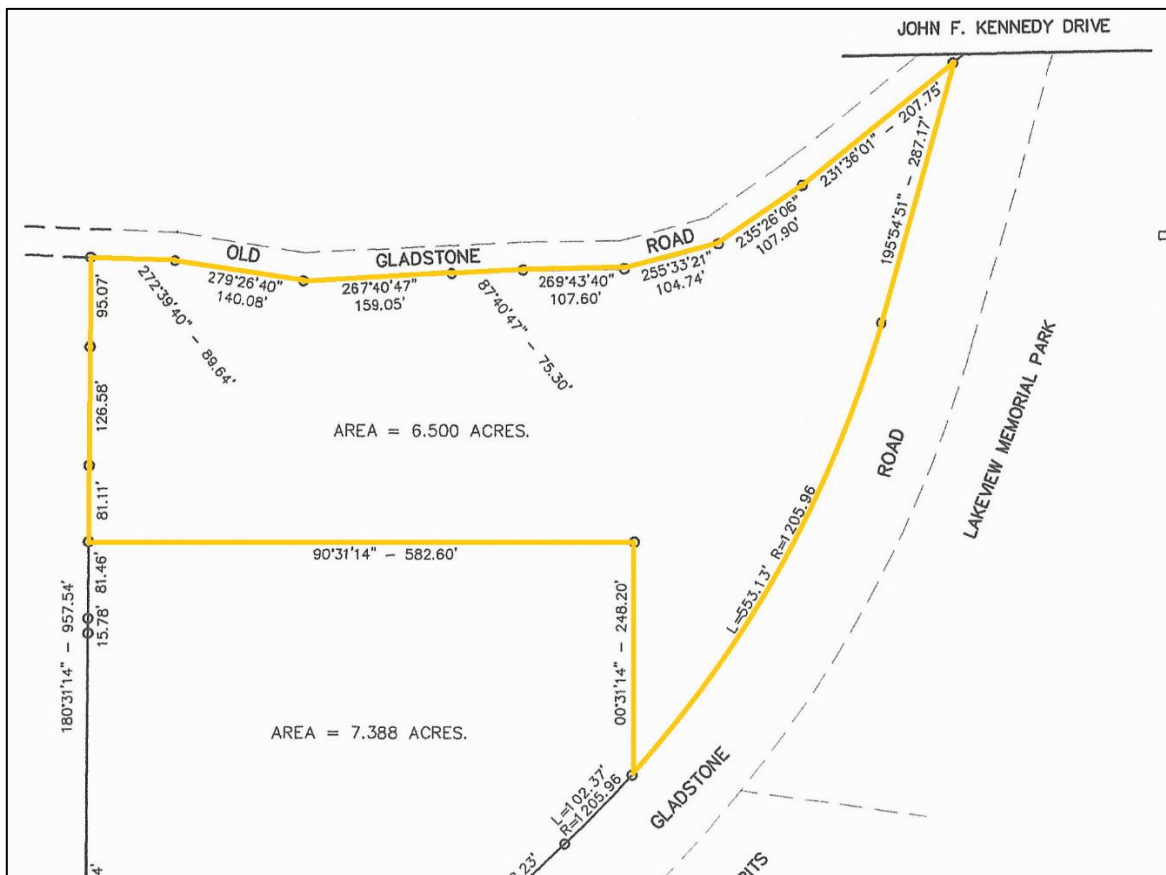 JOHN F. KENNEDY DRIVE
231°36'01" – 207.75'
195°54'51" – 287.17'
235°26'06"
107.90'
OLD
GLADSTONE
ROAD
255°33'21"
104.74'
279°26'40"
140.08'
267°40'47"
159.05'
269°43'40"
107.60'
272°39'40" – 89.64'
87°40'47" – 75.30'
95.07'
126.58'
81.11'
AREA = 6.500 ACRES.
ROAD
LAKEVIEW MEMORIAL PARK
L=553.13' R=1205.96
90°31'14" – 582.60'
81.46'
15.78'
180°31'14" – 957.54'
00°31'14" – 248.20'
AREA = 7.388 ACRES.
L=102.37'
R=1205.96
GLADSTONE